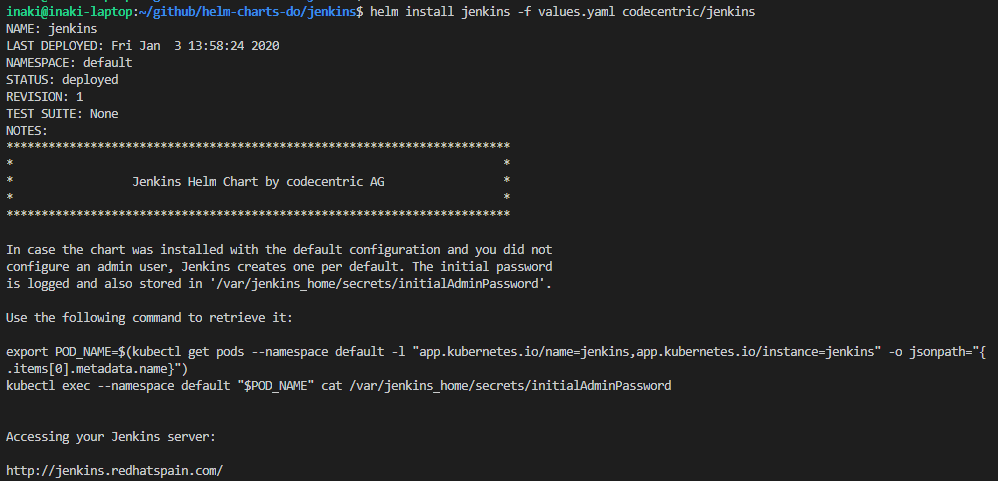 inaki@inaki-laptop:~/github/helm-charts-do/jenkins$ helm install jenkins -f values.yaml codecentric/jenkins
NAME: jenkins
LAST DEPLOYED: Fri Jan  3 13:58:24 2020
NAMESPACE: default
STATUS: deployed
REVISION: 1
TEST SUITE: None
NOTES:
************************************************************************
*                                                                      *
*                 Jenkins Helm Chart by codecentric AG                 *
*                                                                      *
************************************************************************

In case the chart was installed with the default configuration and you did not
configure an admin user, Jenkins creates one per default. The initial password
is logged and also stored in '/var/jenkins_home/secrets/initialAdminPassword'.

Use the following command to retrieve it:

export POD_NAME=$(kubectl get pods --namespace default -l "app.kubernetes.io/name=jenkins,app.kubernetes.io/instance=jenkins" -o jsonpath="{
.items[0].metadata.name}")
kubectl exec --namespace default "$POD_NAME" cat /var/jenkins_home/secrets/initialAdminPassword

Accessing your Jenkins server:

http://jenkins.redhatspain.com/